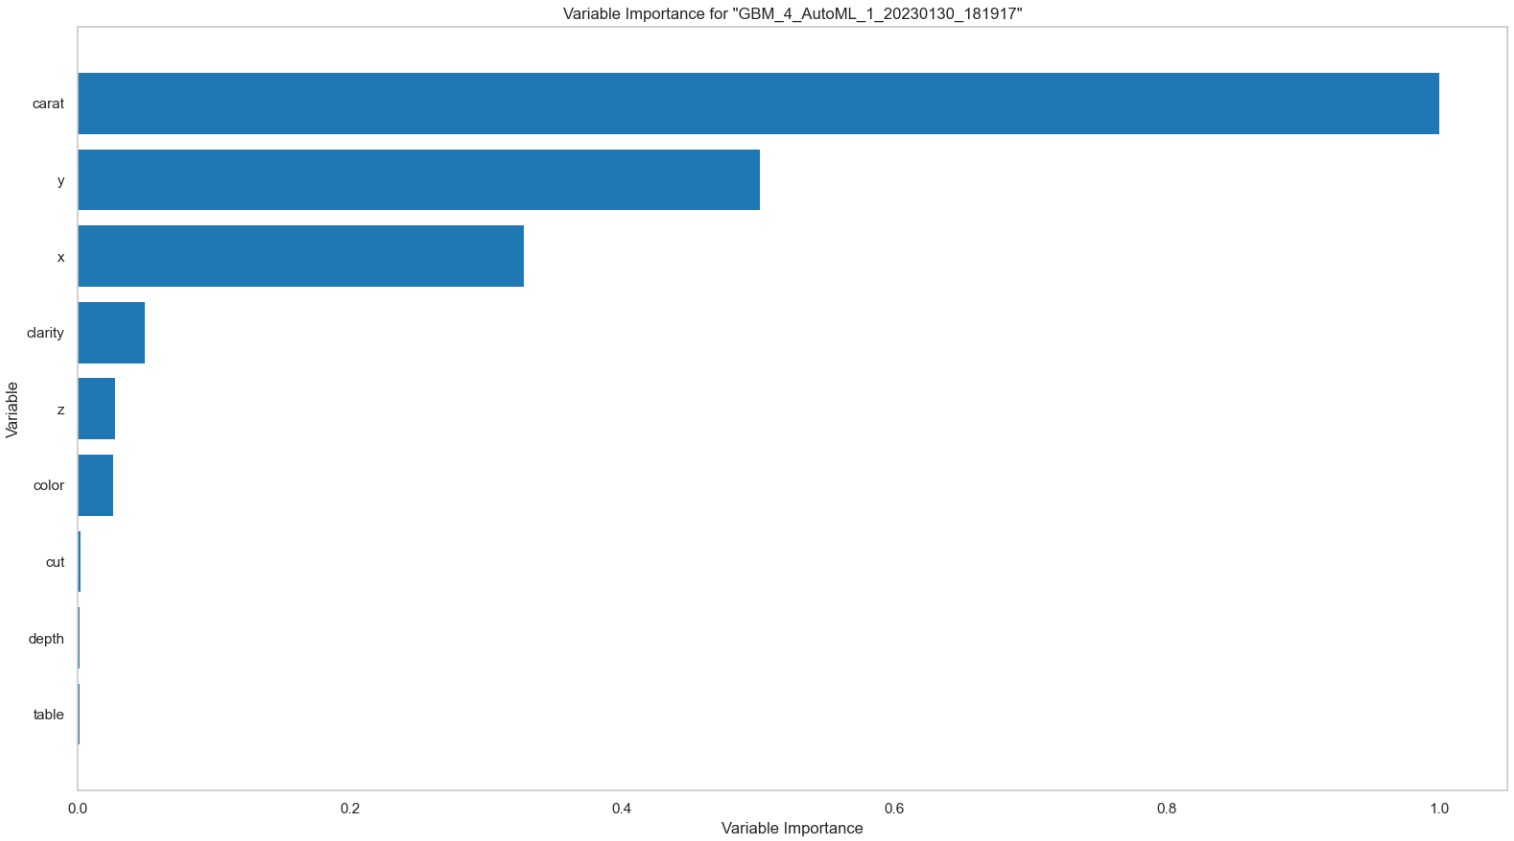 Variable Importance for "GBM_4_AutoML_1_20230130_181917"
carat
y
x
clarity
z
color
cut
depth
table
Variable
0.0 0.2 0.4 0.6 0.8 1.0
Variable Importance